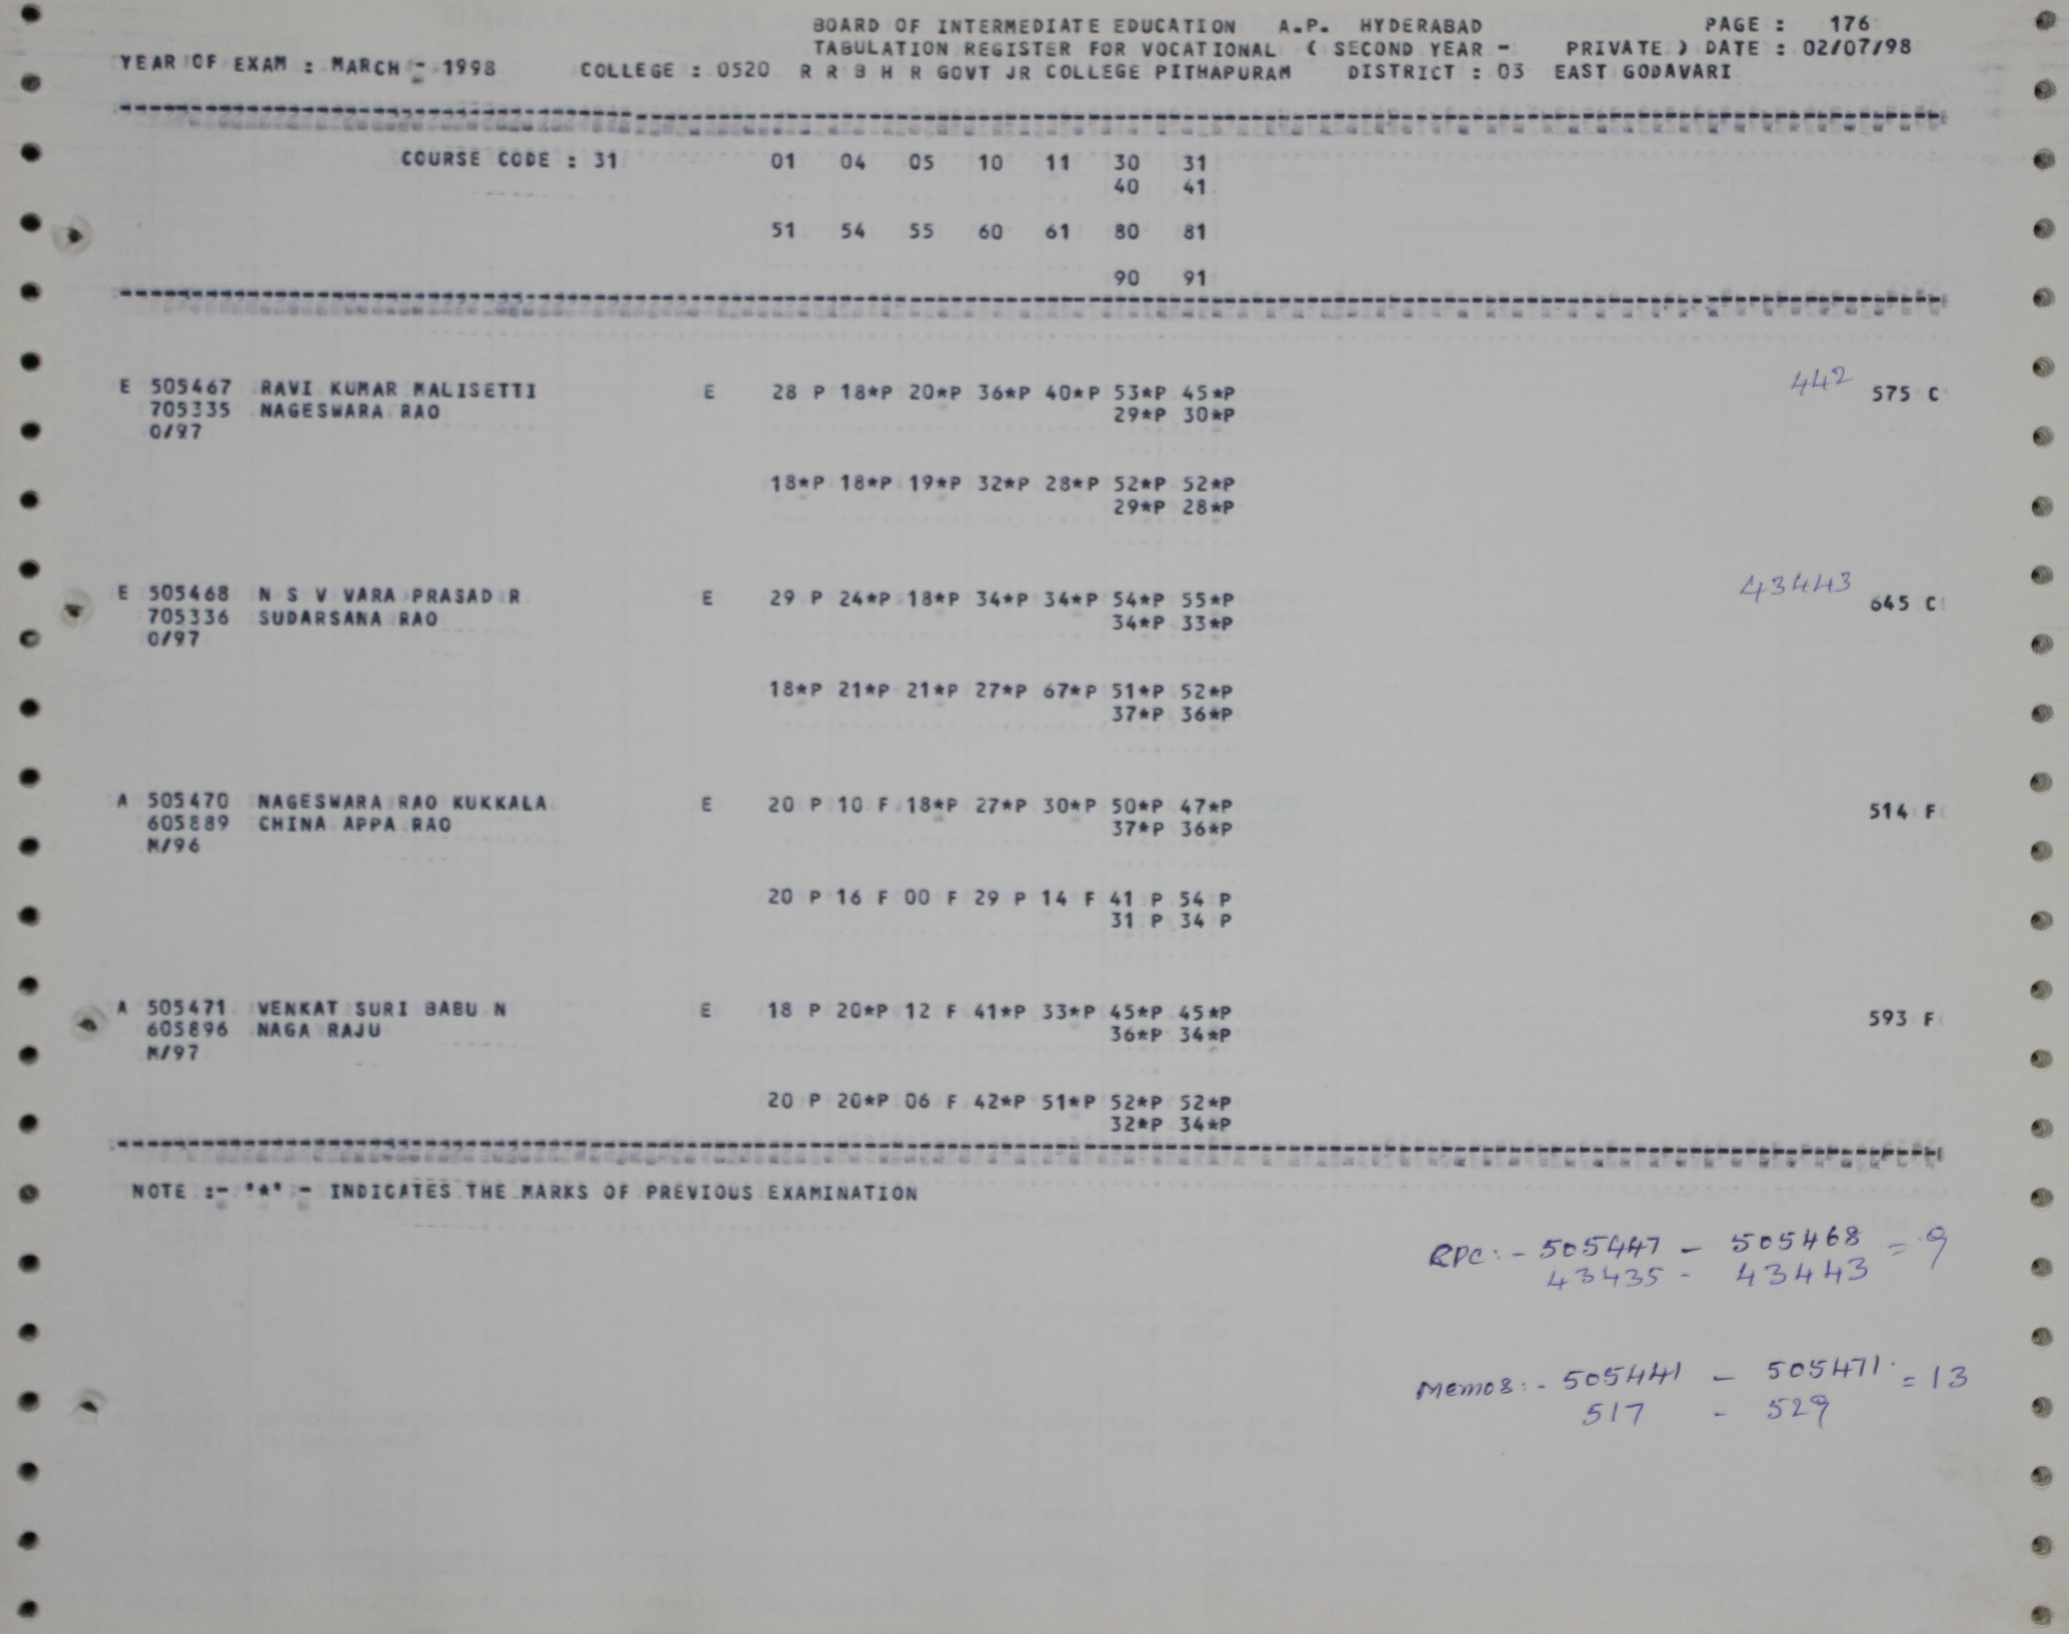 BOARD OF INTERMEDIATE EDUCATION A.P. HYDERABAD PAGE : 176
TABULATION REGISTER FOR VOCATIONAL ( SECOND YEAR - PRIVATE ) DATE : 02/07/98
YEAR OF EXAM : MARCH - 1998 COLLEGE : 0520 R R B H R GOVT JR COLLEGE PITHAPURAM DISTRICT : 03 EAST GODAVARI
COURSE CODE : 31 01 04 05 10 11 30 31
40 41
51 54 55 60 61 80 81
90 91
442
E 505467 RAVI KUMAR MALISETTI E 28 P 18*P 20*P 36*P 40*P 53*P 45*P 575 C
705335 NAGESWARA RAO 29*P 30*P
O/97
18*P 18*P 19*P 32*P 28*P 52*P 52*P
29*P 28*P
43443
E 505468 N S V VARA PRASAD R E 29 P 24*P 18*P 34*P 34*P 54*P 55*P 645 C
705336 SUDARSANA RAO 34*P 33*P
O/97
18*P 21*P 21*P 27*P 67*P 51*P 52*P
37*P 36*P
A 505470 NAGESWARA RAO KUKKALA E 20 P 10 F 18*P 27*P 30*P 50*P 47*P 514 F
605889 CHINA APPA RAO 37*P 36*P
M/96
20 P 16 F 00 F 29 P 14 F 41 P 54 P
31 P 34 P
A 505471 VENKAT SURI BABU N E 18 P 20*P 12 F 41*P 33*P 45*P 45*P 593 F
605896 NAGA RAJU 36*P 34*P
M/97
20 P 20*P 06 F 42*P 51*P 52*P 52*P
32*P 34*P
NOTE :- '*' - INDICATES THE MARKS OF PREVIOUS EXAMINATION
RPC :- 505447 - 505468 = 9
43435 - 43443
Memos :- 505441 - 505471 = 13
517 - 529